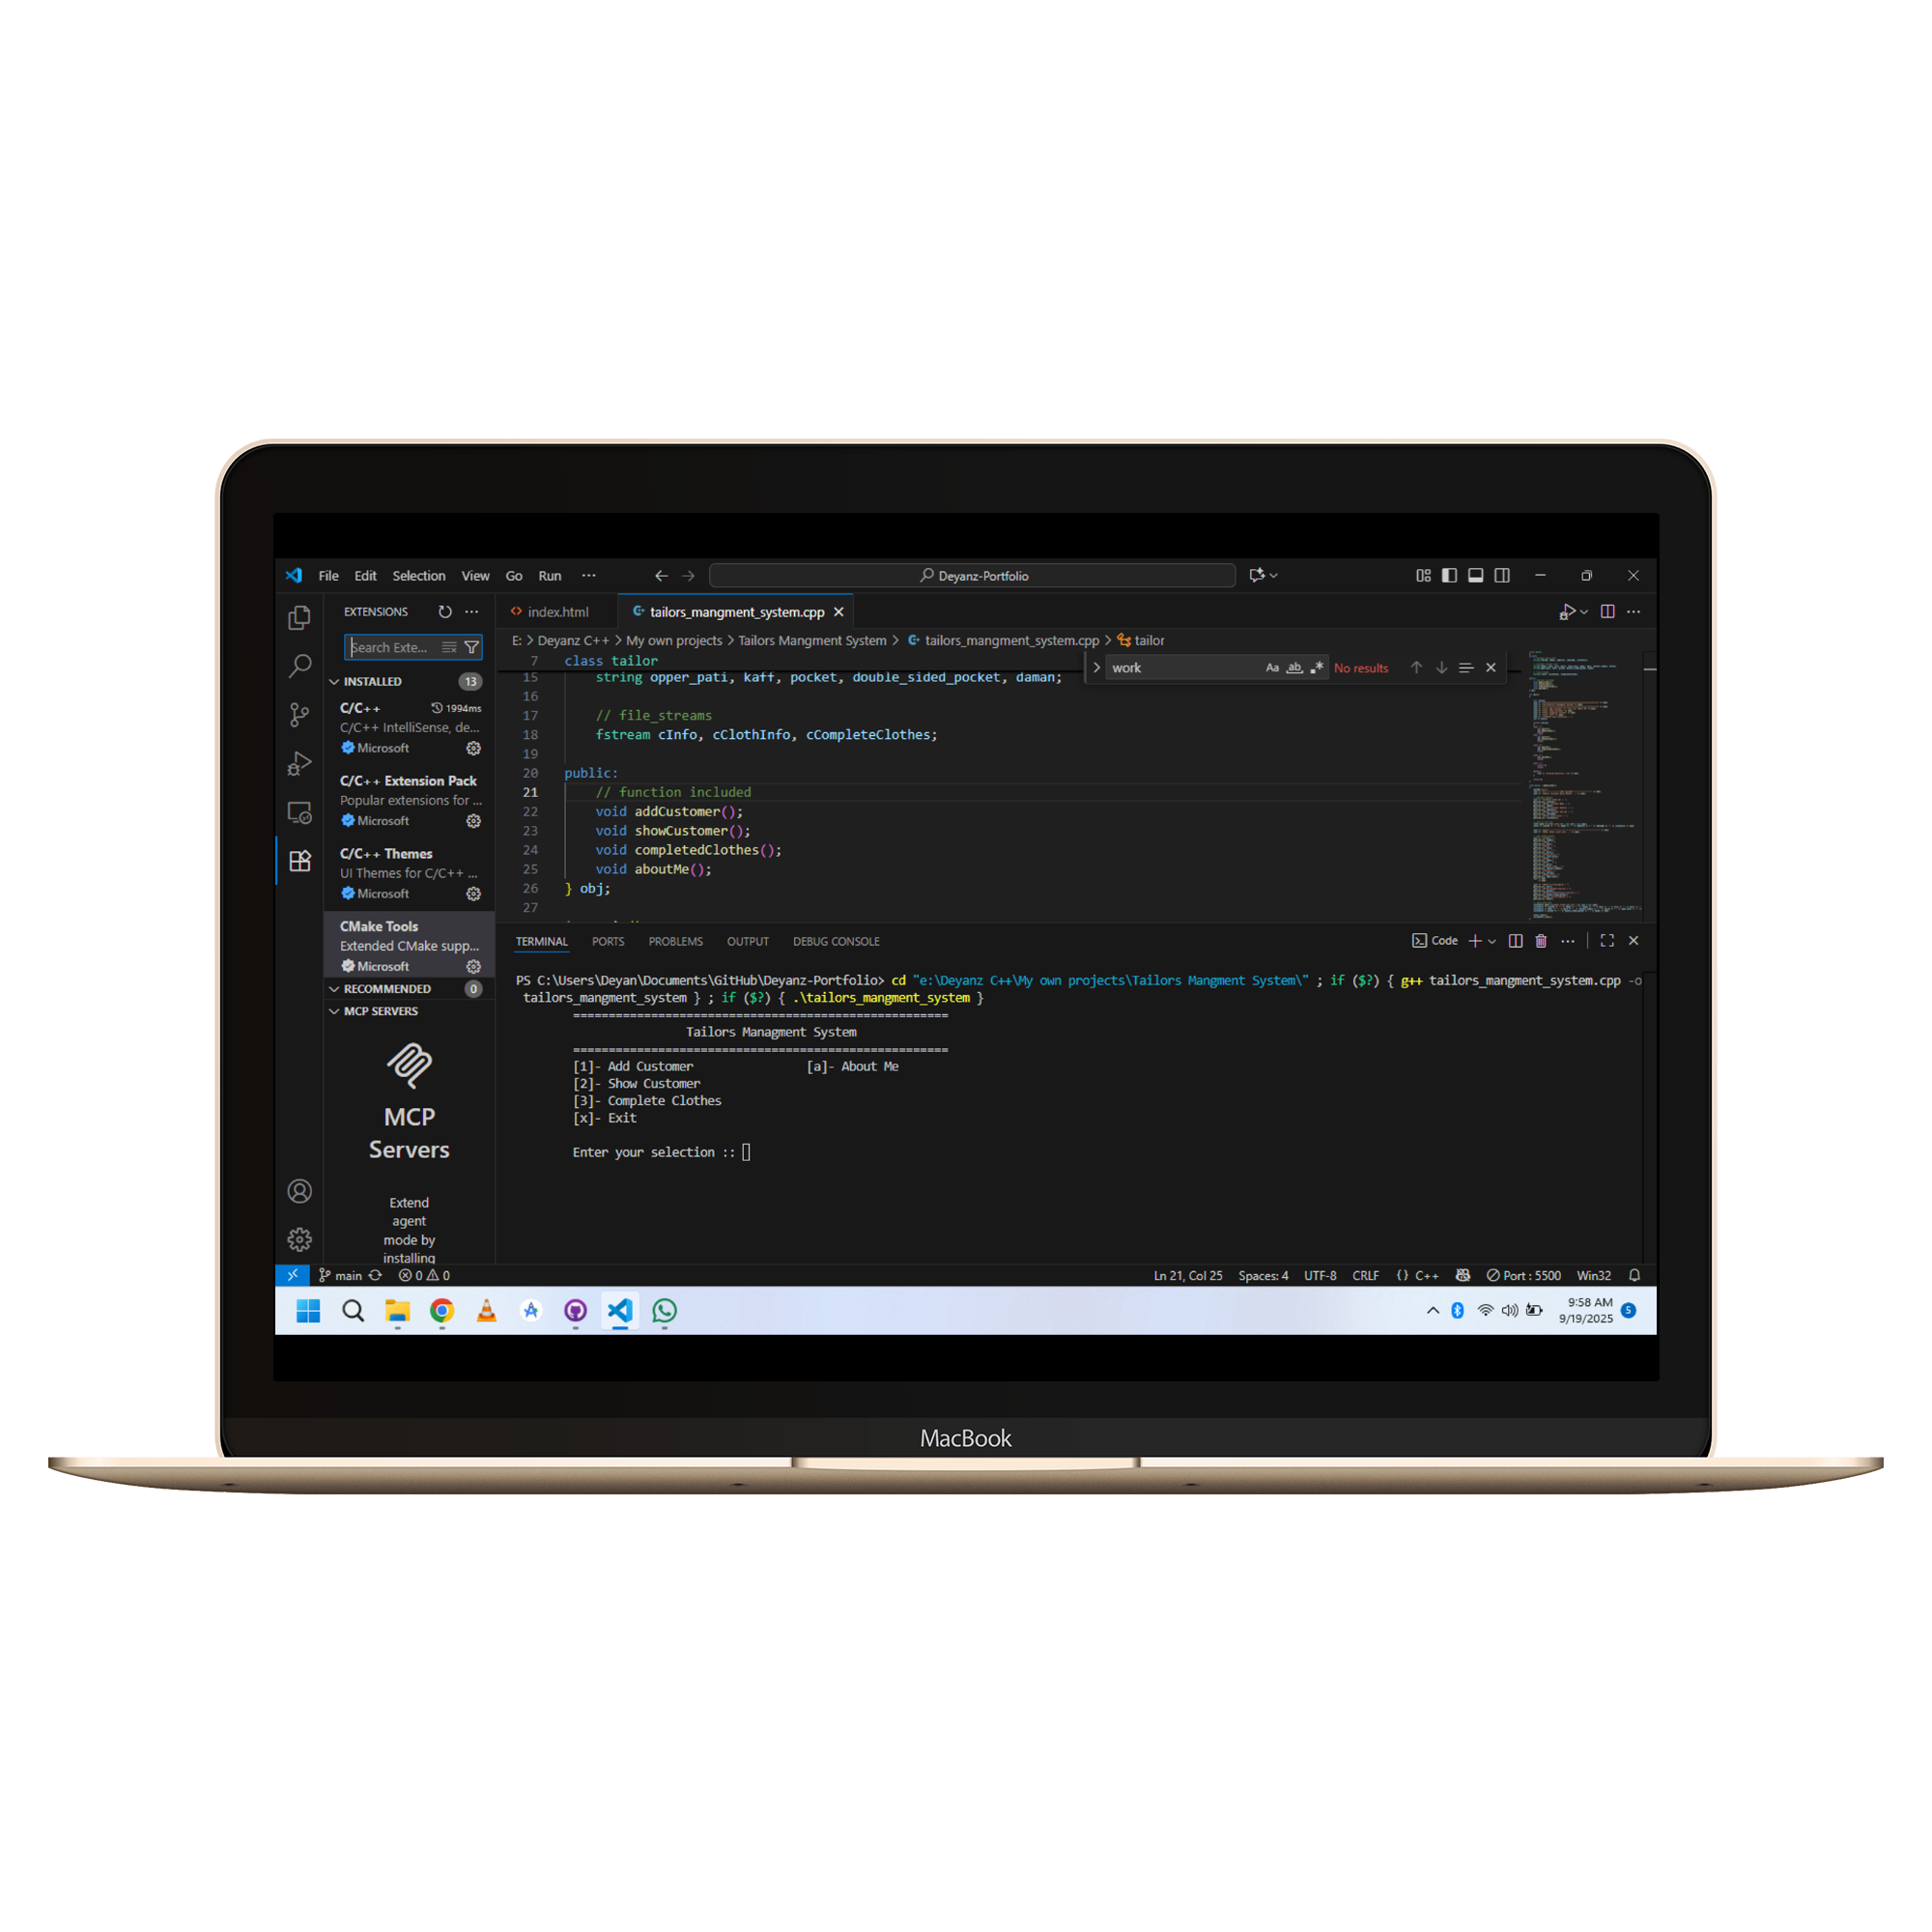 File Edit Selection View Go Run ··· Deyanz-Portfolio
EXTENSIONS
Search Exte...
INSTALLED 13
C/C++ 1994ms
C/C++ IntelliSense, de...
Microsoft
C/C++ Extension Pack
Popular extensions for ...
Microsoft
C/C++ Themes
UI Themes for C/C++ ...
Microsoft
CMake Tools
Extended CMake supp...
Microsoft
RECOMMENDED 0
MCP SERVERS
MCP
Servers
Extend
agent
mode by
installing
index.html tailors_mangment_system.cpp
E: > Deyanz C++ > My own projects > Tailors Mangment System > tailors_mangment_system.cpp > tailor
work Aa ab .* No results
7 class tailor
15 string opper_pati, kaff, pocket, double_sided_pocket, daman;
16
17 // file_streams
18 fstream cInfo, cClothInfo, cCompleteClothes;
19
20 public:
21 // function included
22 void addCustomer();
23 void showCustomer();
24 void completedClothes();
25 void aboutMe();
26 } obj;
27
TERMINAL PORTS PROBLEMS OUTPUT DEBUG CONSOLE Code
PS C:\Users\Deyan\Documents\GitHub\Deyanz-Portfolio> cd "e:\Deyanz C++\My own projects\Tailors Mangment System\" ; if ($?) { g++ tailors_mangment_system.cpp -o
tailors_mangment_system } ; if ($?) { .\tailors_mangment_system }
=====================================================
Tailors Managment System
=====================================================
[1]- Add Customer [a]- About Me
[2]- Show Customer
[3]- Complete Clothes
[x]- Exit
Enter your selection ::
main 0 0 Ln 21, Col 25 Spaces: 4 UTF-8 CRLF {} C++ Port : 5500 Win32
9:58 AM
9/19/2025 5
MacBook